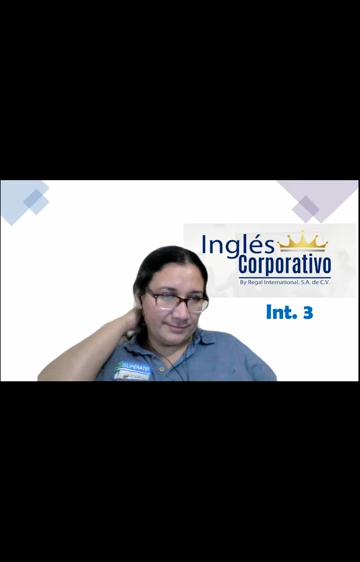 Inglés
Corporativo
By Regal International, S.A. de C.V.
Int. 3